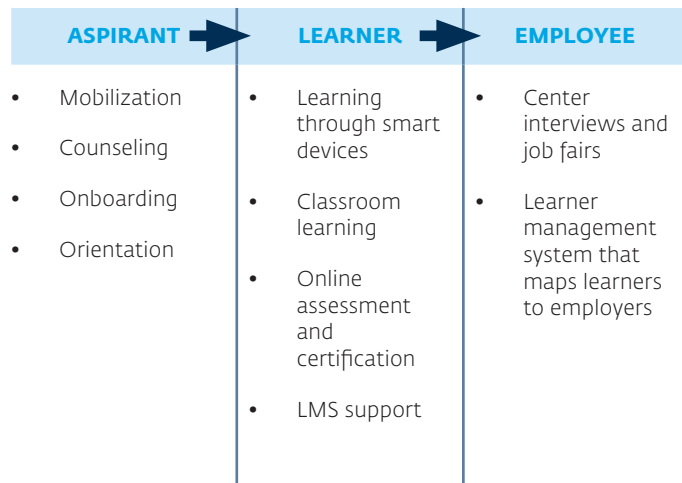 ASPIRANT
LEARNER
EMPLOYEE
• Mobilization
• Counseling
• Onboarding
• Orientation
• Learning
through smart
devices
• Classroom
learning
• Online
assessment
and
certification
• LMS support
• Center
interviews and
job fairs
• Learner
management
system that
maps learners
to employers